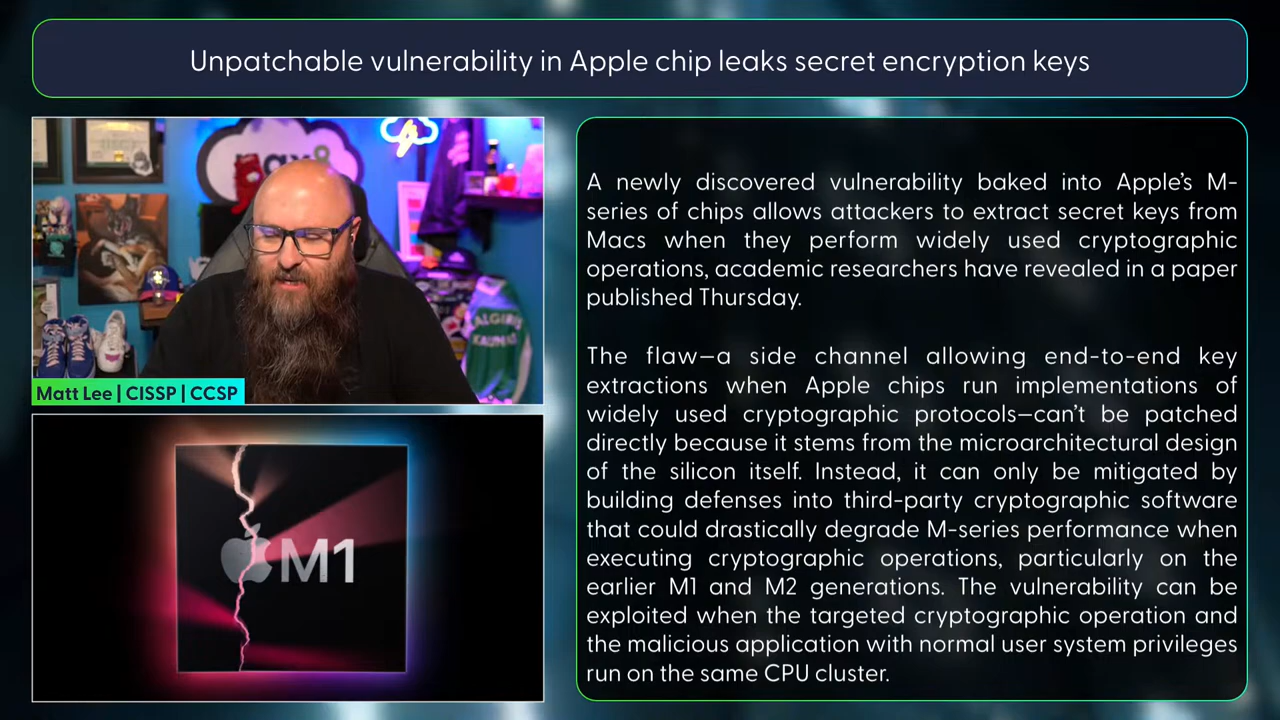 Unpatchable vulnerability in Apple chip leaks secret encryption keys
ALGIRIS
KAUNAS
Matt Lee | CISSP | CCSP
M1
A newly discovered vulnerability baked into Apple's M-
series of chips allows attackers to extract secret keys from
Macs when they perform widely used cryptographic
operations, academic researchers have revealed in a paper
published Thursday.
The flaw—a side channel allowing end-to-end key
extractions when Apple chips run implementations of
widely used cryptographic protocols—can't be patched
directly because it stems from the microarchitectural design
of the silicon itself. Instead, it can only be mitigated by
building defenses into third-party cryptographic software
that could drastically degrade M-series performance when
executing cryptographic operations, particularly on the
earlier M1 and M2 generations. The vulnerability can be
exploited when the targeted cryptographic operation and
the malicious application with normal user system privileges
run on the same CPU cluster.